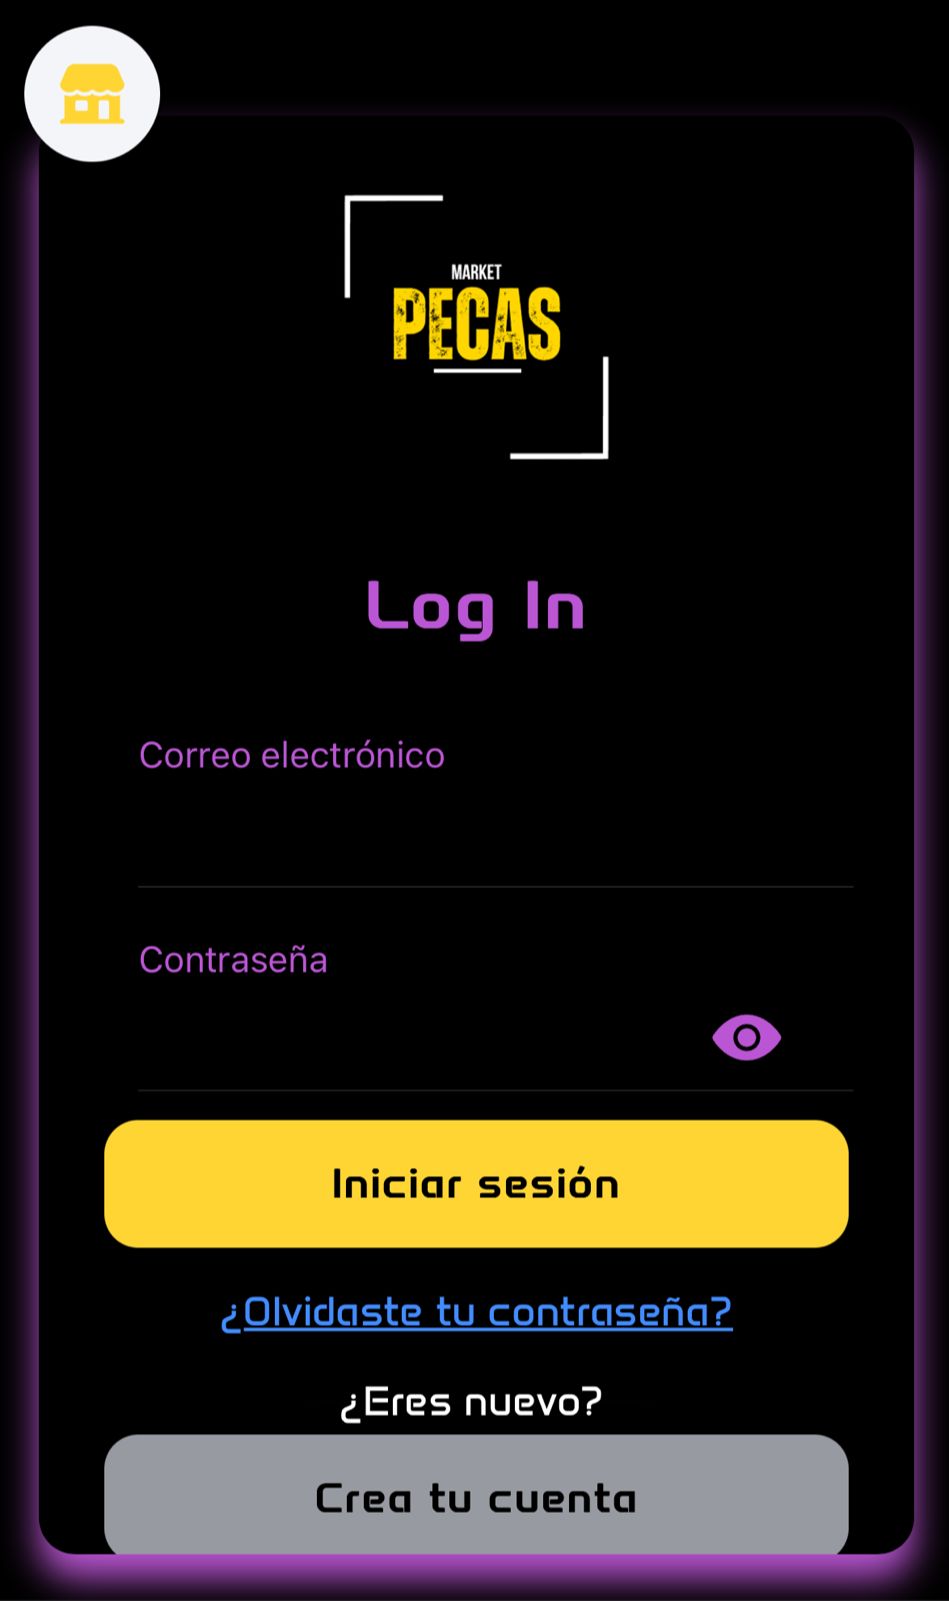 MARKET
PECAS
Log In
Correo electrónico
Contraseña
Iniciar sesión
¿Olvidaste tu contraseña?
¿Eres nuevo?
Crea tu cuenta